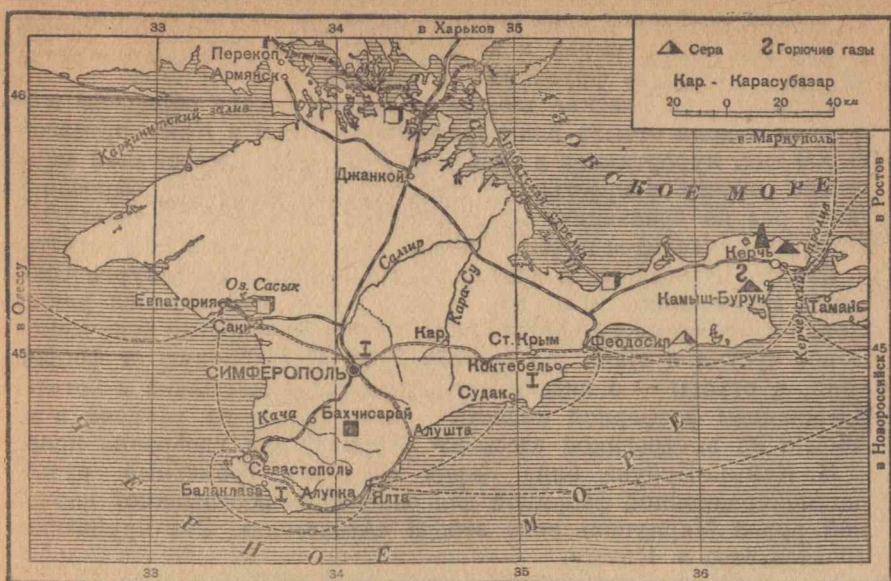 33 34 в Харьков 35
Сера Горючие газы
Кар. - Карасубазар
20 0 20 40 км
Перекоп
Армянск
46
Каркинитский залив
АЗОВСКОЕ МОРЕ
в Мариуполь
в Ростов
Арабатская стрелка
Джанкой
Салгир
Кара-Су
Оз. Сасык
Евпатория
Саки
в Одессу
Керчь
Камыш-Бурун
Керченский пролив
Тамань
45
Кар.
Ст. Крым
Феодосия
45
СИМФЕРОПОЛЬ
Коктебель
Судак
Кача
Бахчисарай
Алушта
в Новороссийск
Севастополь
Балаклава
Алупка
Ялта
ЧЕРНОЕ МОРЕ
33 34 35 36